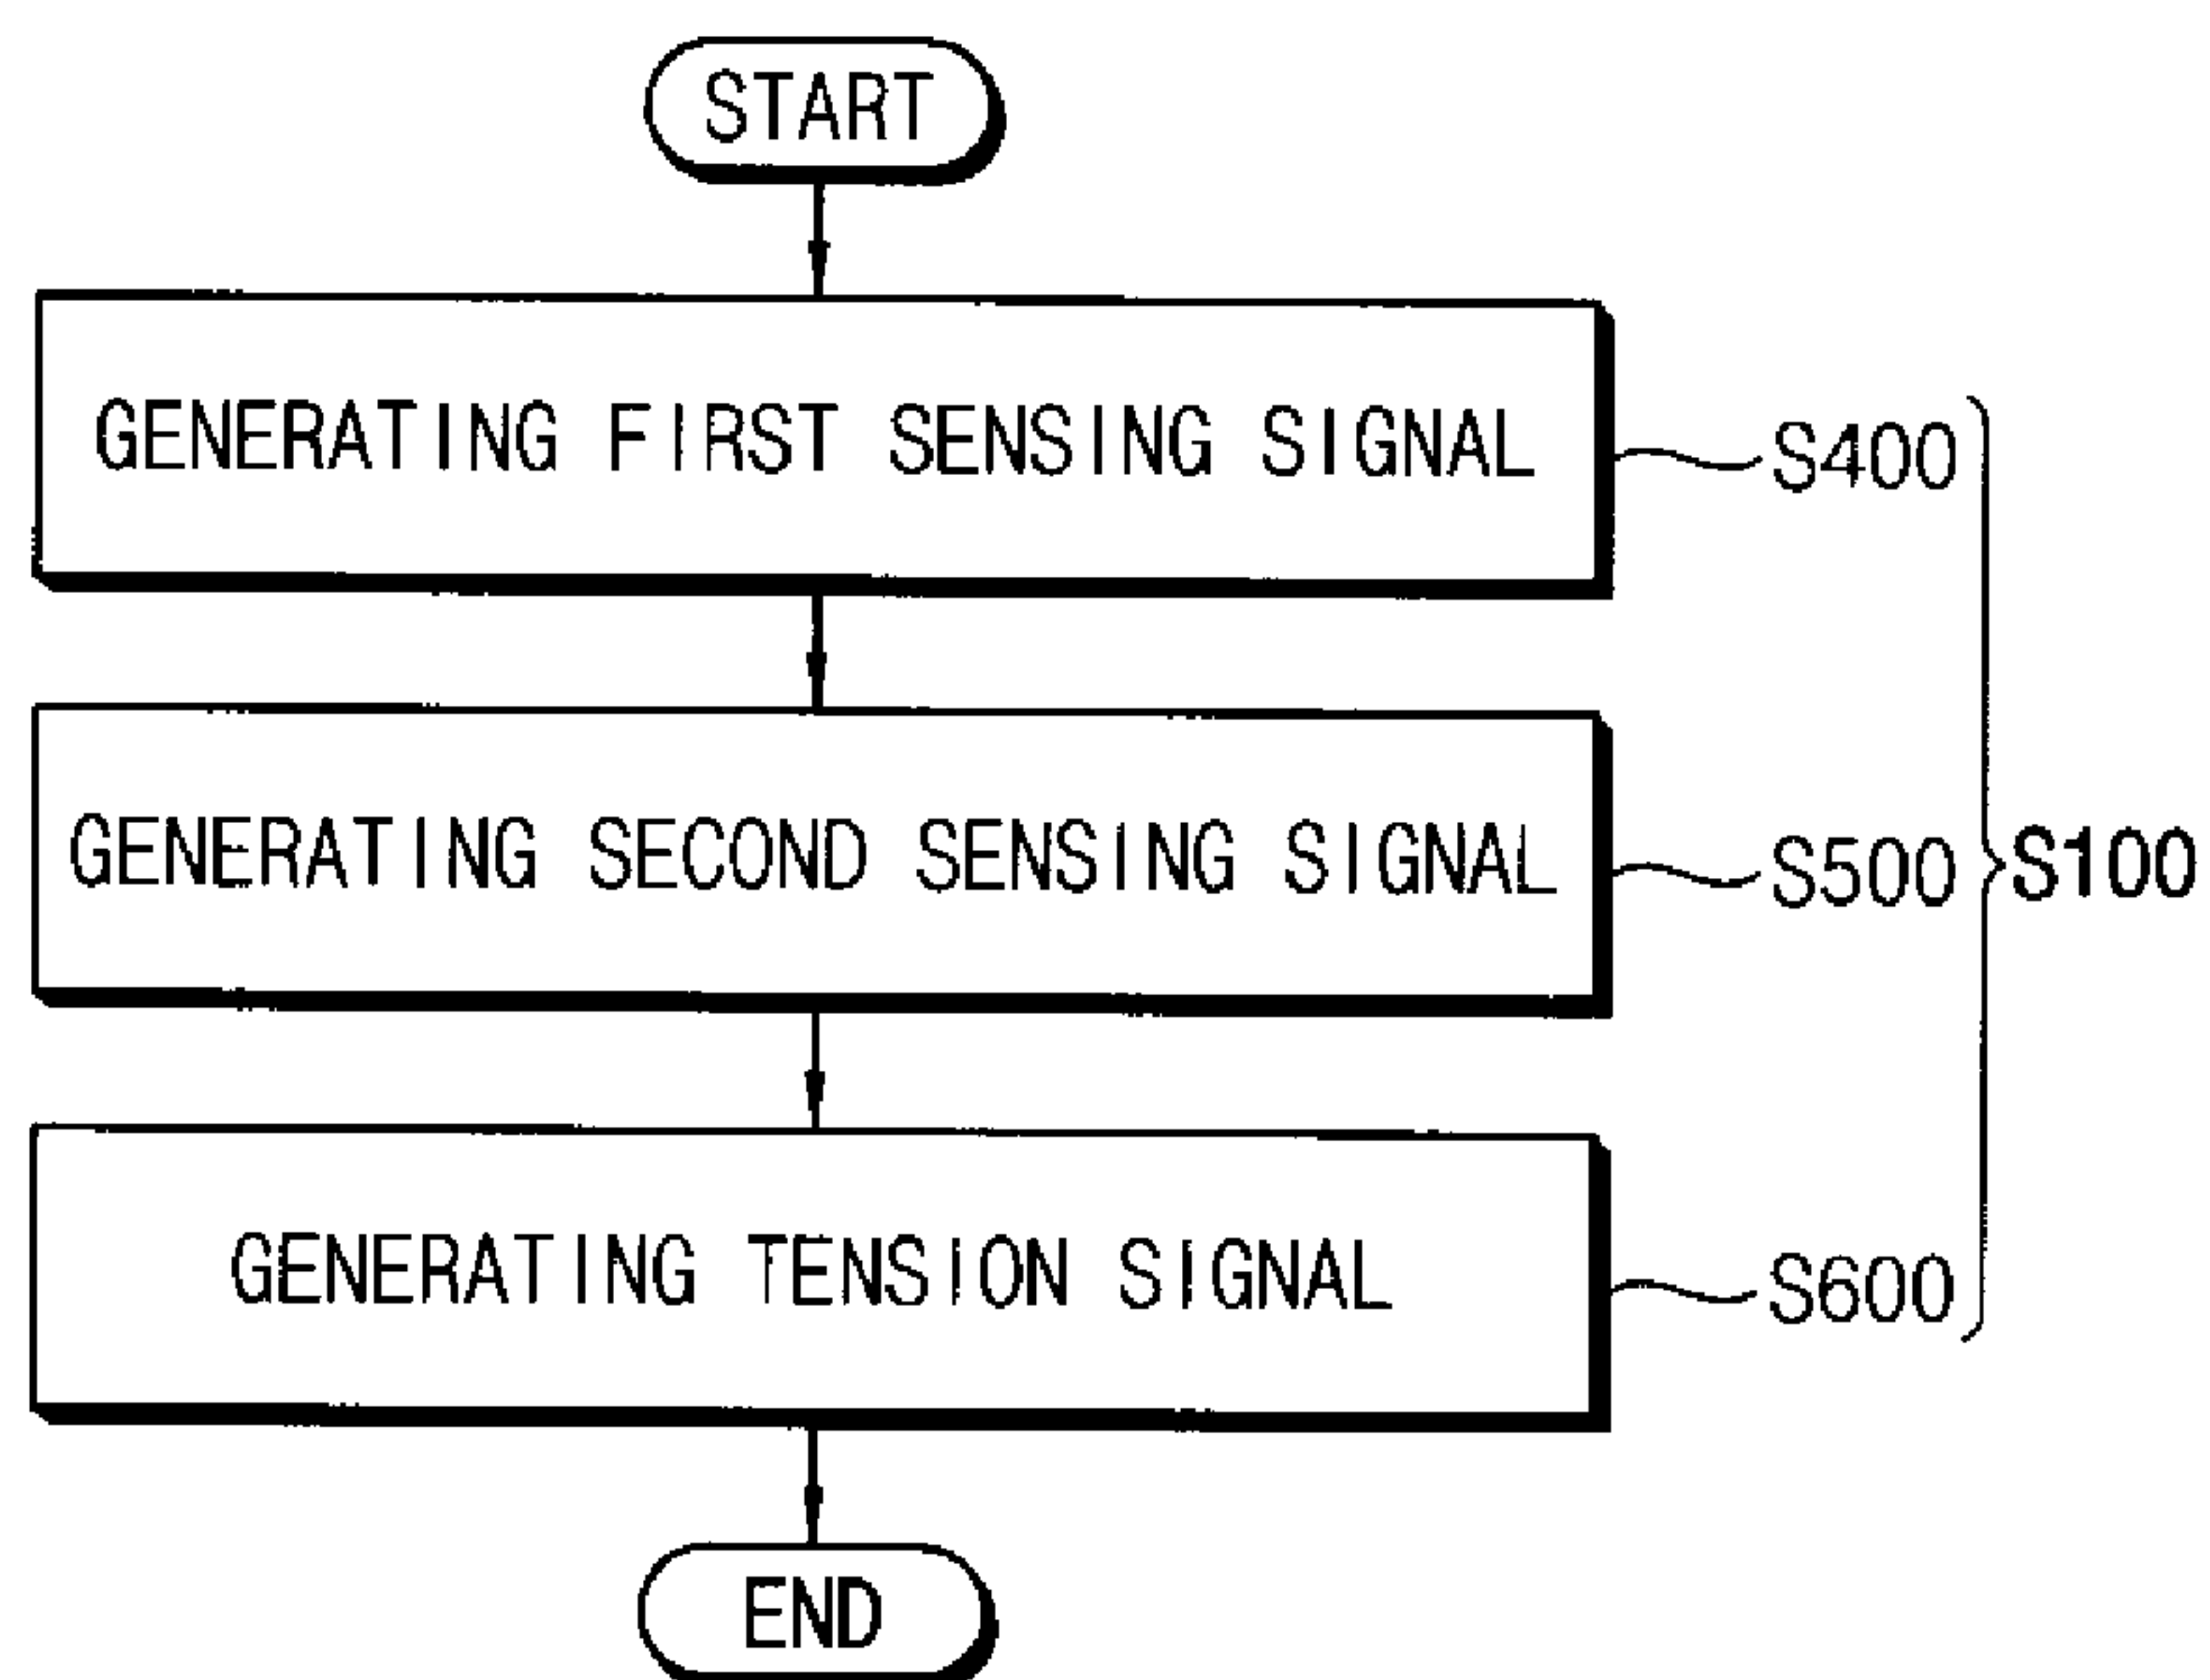 START
GENERATING FIRST SENSING SIGNAL
S400
GENERATING SECOND SENSING SIGNAL
S500
S100
GENERATING TENSION SIGNAL
S600
END